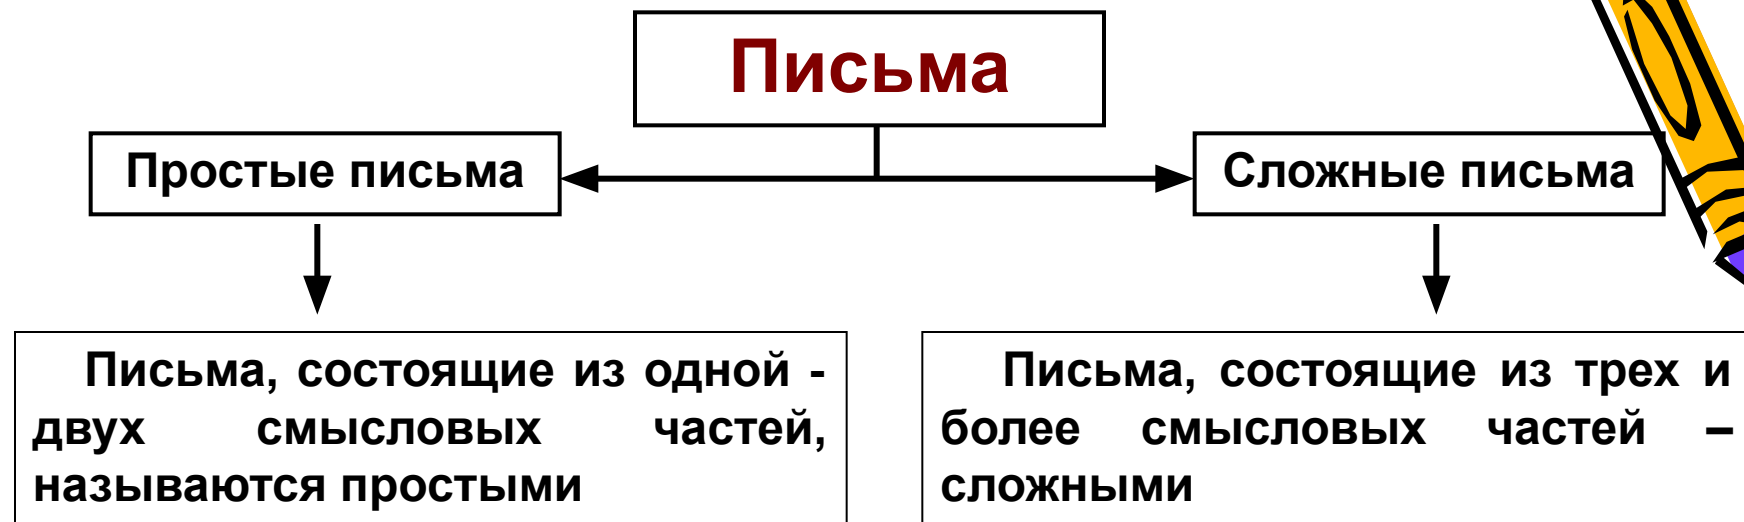 Письма
Простые письма
Сложные письма
Письма, состоящие из одной -
двух смысловых частей,
называются простыми
Письма, состоящие из трех и
более смысловых частей –
сложными